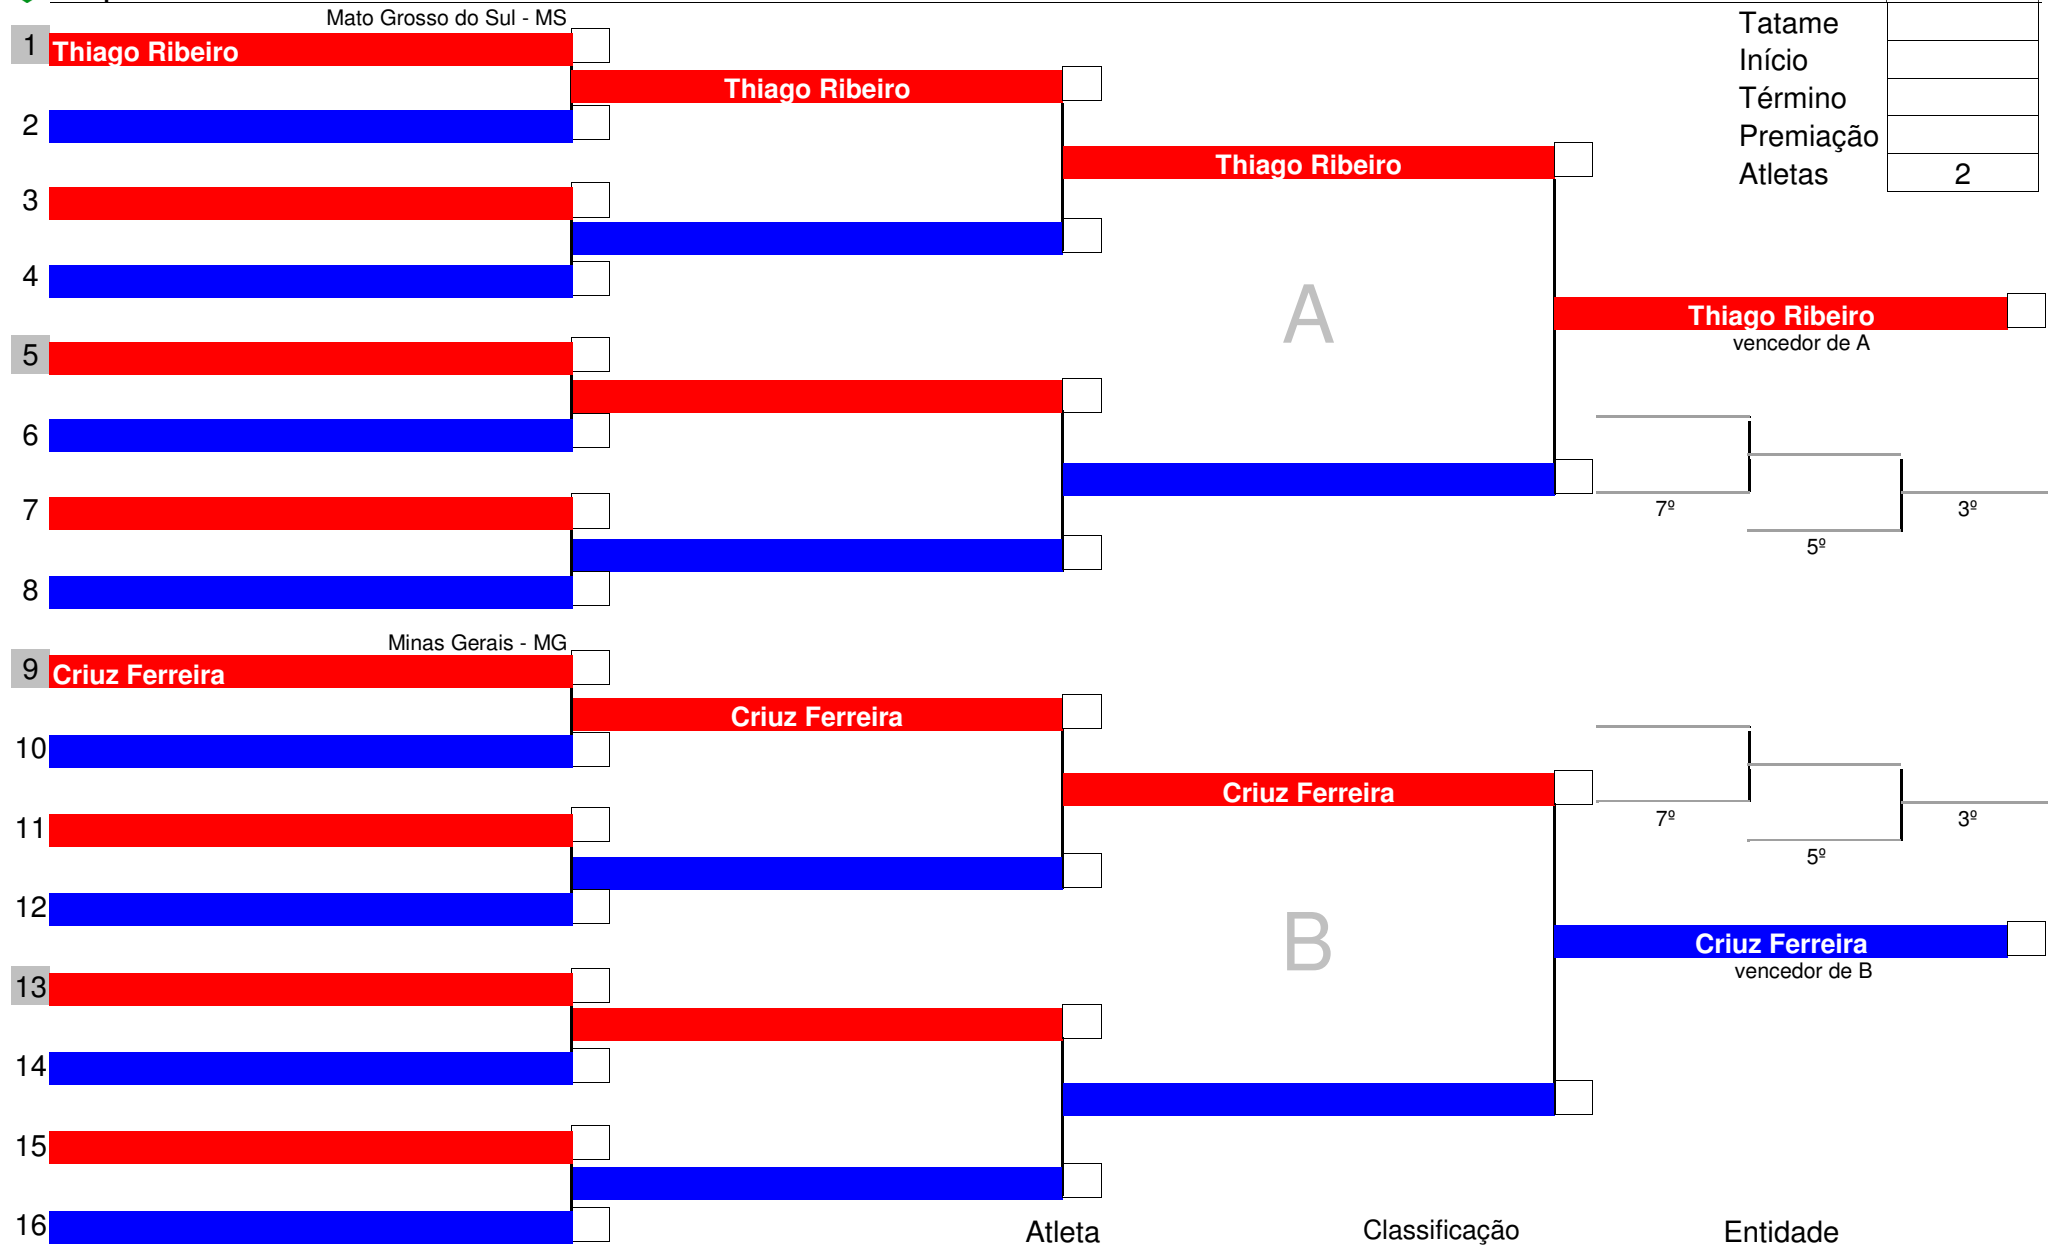 Mato Grosso do Sul - MS
1 Thiago Ribeiro
Thiago Ribeiro
2
Thiago Ribeiro
3
4
A
Thiago Ribeiro
vencedor de A
5
6
7º
5º
3º
7
8
Tatame
Início
Término
Premiação
Atletas 2
Minas Gerais - MG
9 Criuz Ferreira
Criuz Ferreira
10
Criuz Ferreira
11
7º
5º
3º
12
B
Criuz Ferreira
vencedor de B
13
14
15
16
Atleta Classificação Entidade